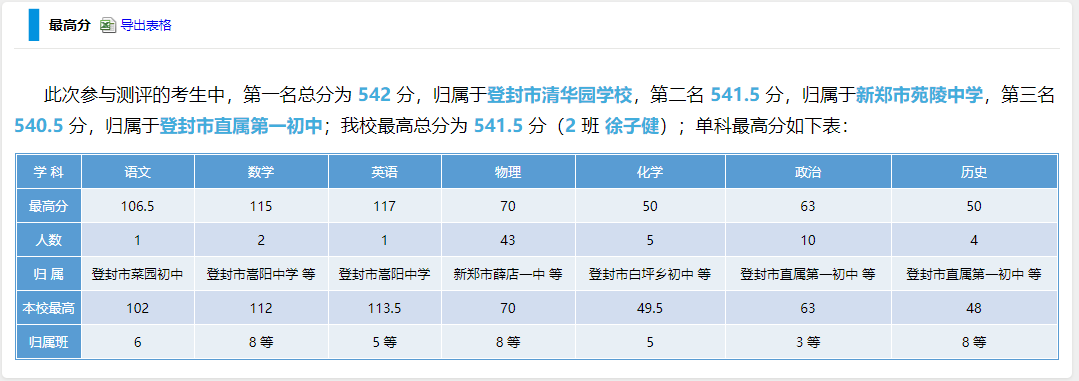 最高分 导出表格
此次参与测评的考生中，第一名总分为 542 分，归属于登封市清华园学校，第二名 541.5 分，归属于新郑市苑陵中学，第三名
540.5 分，归属于登封市直属第一初中；我校最高总分为 541.5 分（2 班 徐子健）；单科最高分如下表：
学 科 语文 数学 英语 物理 化学 政治 历史
最高分 106.5 115 117 70 50 63 50
人数 1 2 1 43 5 10 4
归 属 登封市菜园初中 登封市嵩阳中学 等 登封市嵩阳中学 新郑市薛店一中 等 登封市白坪乡初中 等 登封市直属第一初中 等 登封市直属第一初中 等
本校最高 102 112 113.5 70 49.5 63 48
归属班 6 8 等 5 等 8 等 5 3 等 8 等